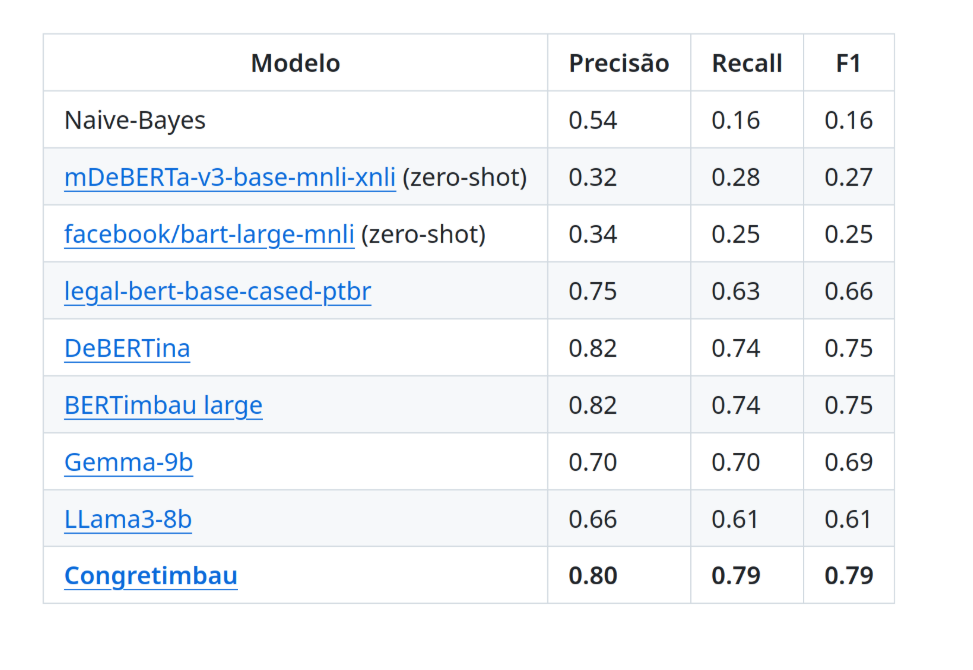 Modelo Precisão Recall F1
Naive-Bayes 0.54 0.16 0.16
mDeBERTa-v3-base-mnli-xnli (zero-shot) 0.32 0.28 0.27
facebook/bart-large-mnli (zero-shot) 0.34 0.25 0.25
legal-bert-base-cased-ptbr 0.75 0.63 0.66
DeBERTina 0.82 0.74 0.75
BERTimbau large 0.82 0.74 0.75
Gemma-9b 0.70 0.70 0.69
LLama3-8b 0.66 0.61 0.61
Congretimbau 0.80 0.79 0.79